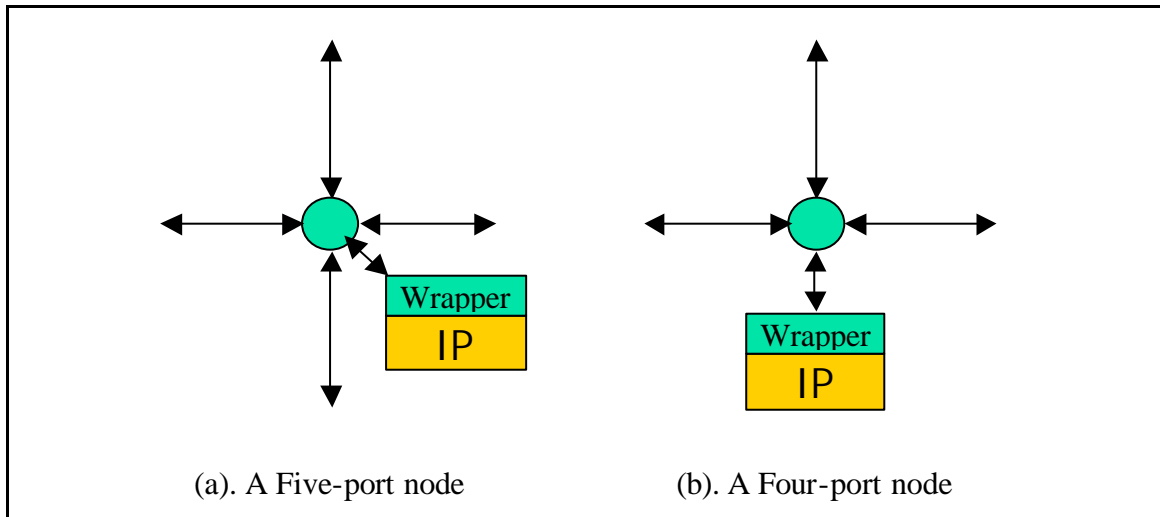 Wrapper
IP
Wrapper
IP
(a). A Five-port node
(b). A Four-port node